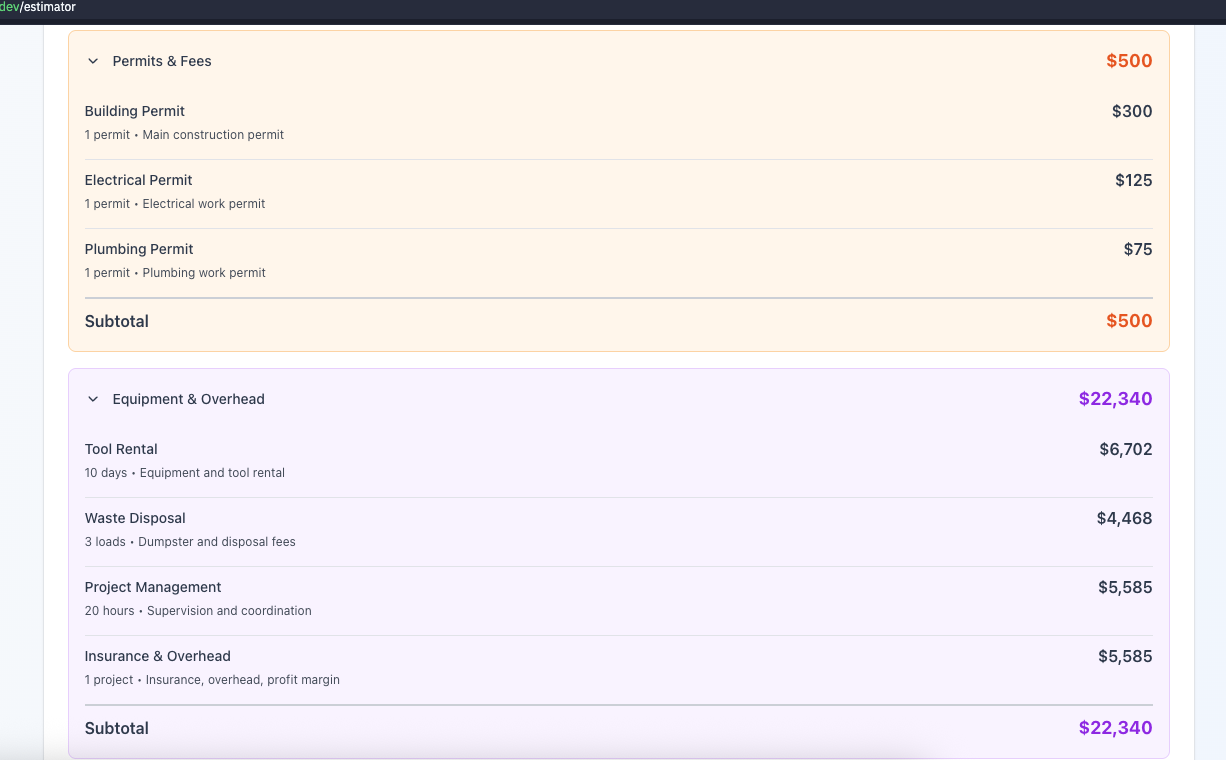 dev/estimator
Permits & Fees $500
Building Permit $300
1 permit • Main construction permit
Electrical Permit $125
1 permit • Electrical work permit
Plumbing Permit $75
1 permit • Plumbing work permit
Subtotal $500
Equipment & Overhead $22,340
Tool Rental $6,702
10 days • Equipment and tool rental
Waste Disposal $4,468
3 loads • Dumpster and disposal fees
Project Management $5,585
20 hours • Supervision and coordination
Insurance & Overhead $5,585
1 project • Insurance, overhead, profit margin
Subtotal $22,340